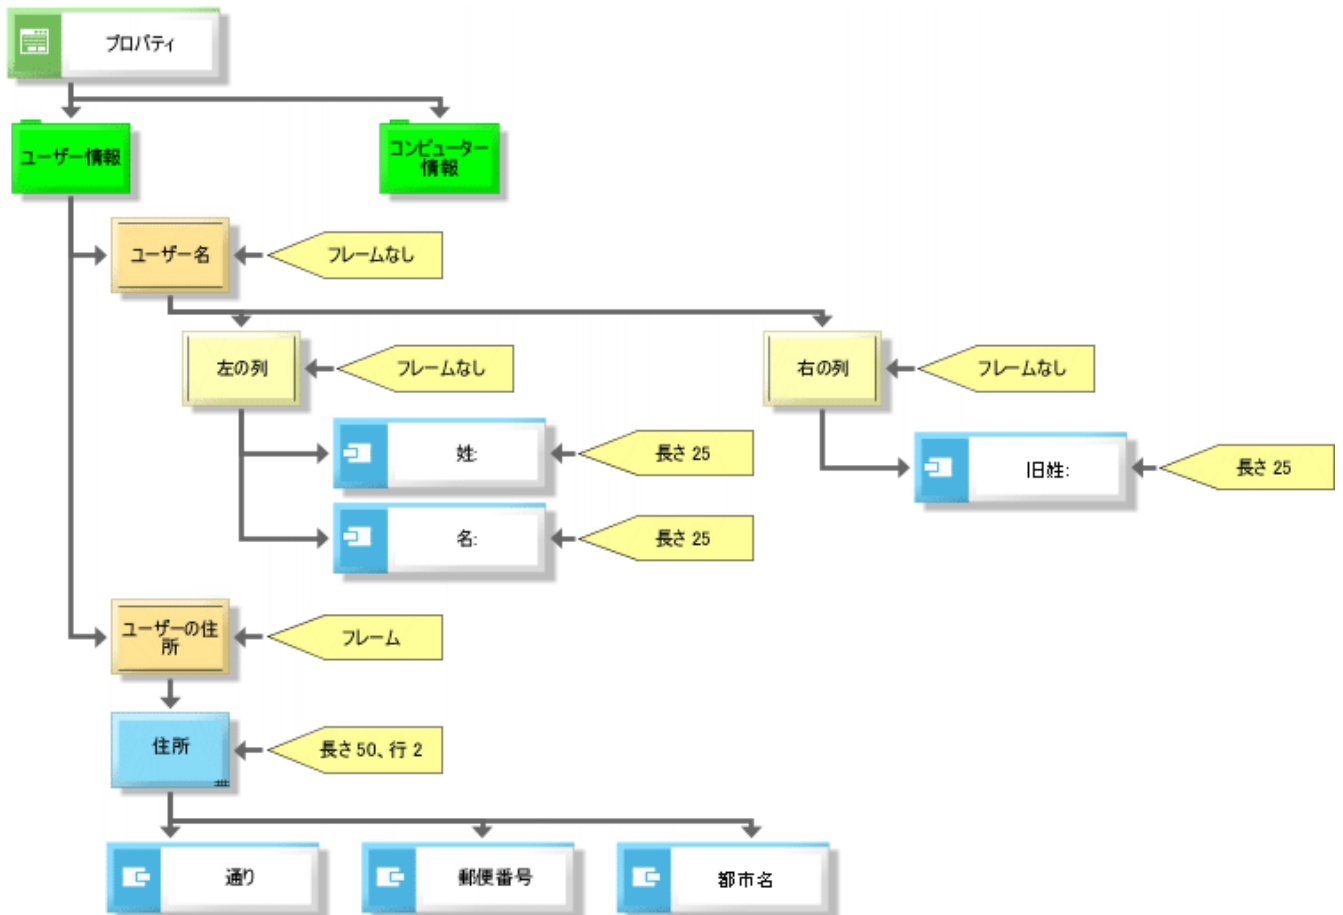 プロパティ
ユーザー情報
コンピューター
情報
ユーザー名
フレームなし
左の列
フレームなし
右の列
フレームなし
姓:
長さ 25
旧姓:
長さ 25
名:
長さ 25
ユーザーの住
所
フレーム
住所
長さ 50、行 2
通り
郵便番号
都市名